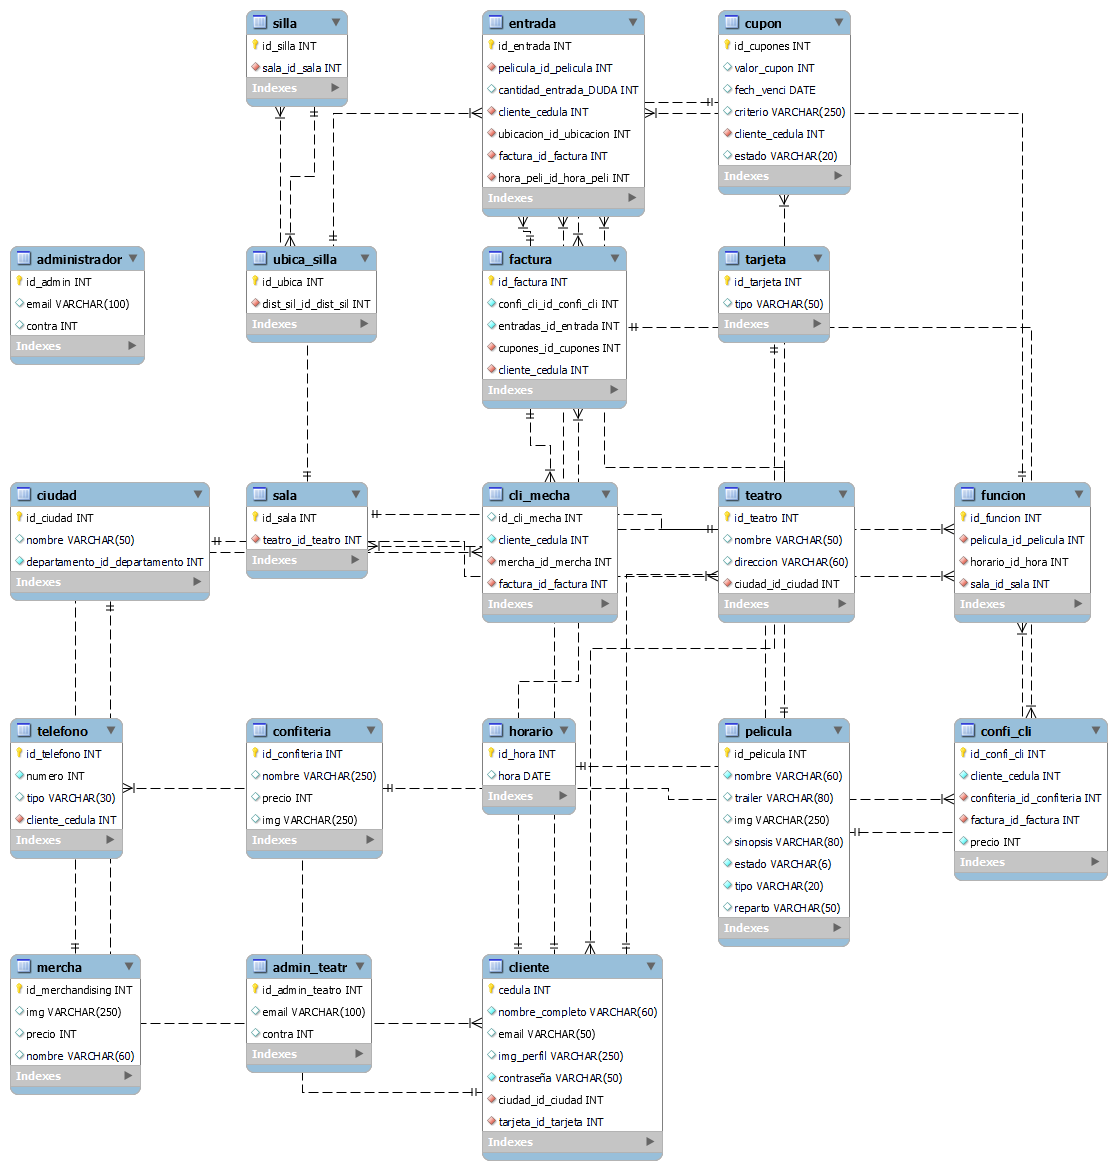 silla
id_silla INT
sala_id_sala INT
Indexes
entrada
id_entrada INT
pelicula_id_pelicula INT
cantidad_entrada_DUDA INT
cliente_cedula INT
ubicacion_id_ubicacion INT
factura_id_factura INT
hora_peli_id_hora_peli INT
Indexes
cupon
id_cupones INT
valor_cupon INT
fech_venci DATE
criterio VARCHAR(250)
cliente_cedula INT
estado VARCHAR(20)
Indexes
administrador
id_admin INT
email VARCHAR(100)
contra INT
Indexes
ubica_silla
id_ubica INT
dist_sil_id_dist_sil INT
Indexes
factura
id_factura INT
confi_cli_id_confi_cli INT
entradas_id_entrada INT
cupones_id_cupones INT
cliente_cedula INT
Indexes
tarjeta
id_tarjeta INT
tipo VARCHAR(50)
Indexes
ciudad
id_ciudad INT
nombre VARCHAR(50)
departamento_id_departamento INT
Indexes
sala
id_sala INT
teatro_id_teatro INT
Indexes
cli_mecha
id_cli_mecha INT
cliente_cedula INT
mercha_id_mercha INT
factura_id_factura INT
Indexes
teatro
id_teatro INT
nombre VARCHAR(50)
direccion VARCHAR(60)
ciudad_id_ciudad INT
Indexes
funcion
id_funcion INT
pelicula_id_pelicula INT
horario_id_hora INT
sala_id_sala INT
Indexes
telefono
id_telefono INT
numero INT
tipo VARCHAR(30)
cliente_cedula INT
Indexes
confiteria
id_confiteria INT
nombre VARCHAR(250)
precio INT
img VARCHAR(250)
Indexes
horario
id_hora INT
hora DATE
Indexes
pelicula
id_pelicula INT
nombre VARCHAR(60)
trailer VARCHAR(80)
img VARCHAR(250)
sinopsis VARCHAR(80)
estado VARCHAR(6)
tipo VARCHAR(20)
reparto VARCHAR(50)
Indexes
confi_cli
id_confi_cli INT
cliente_cedula INT
confiteria_id_confiteria INT
factura_id_factura INT
precio INT
Indexes
mercha
id_merchandising INT
img VARCHAR(250)
precio INT
nombre VARCHAR(60)
Indexes
admin_teatr
id_admin_teatro INT
email VARCHAR(100)
contra INT
Indexes
cliente
cedula INT
nombre_completo VARCHAR(60)
email VARCHAR(50)
img_perfil VARCHAR(250)
contraseña VARCHAR(50)
ciudad_id_ciudad INT
tarjeta_id_tarjeta INT
Indexes